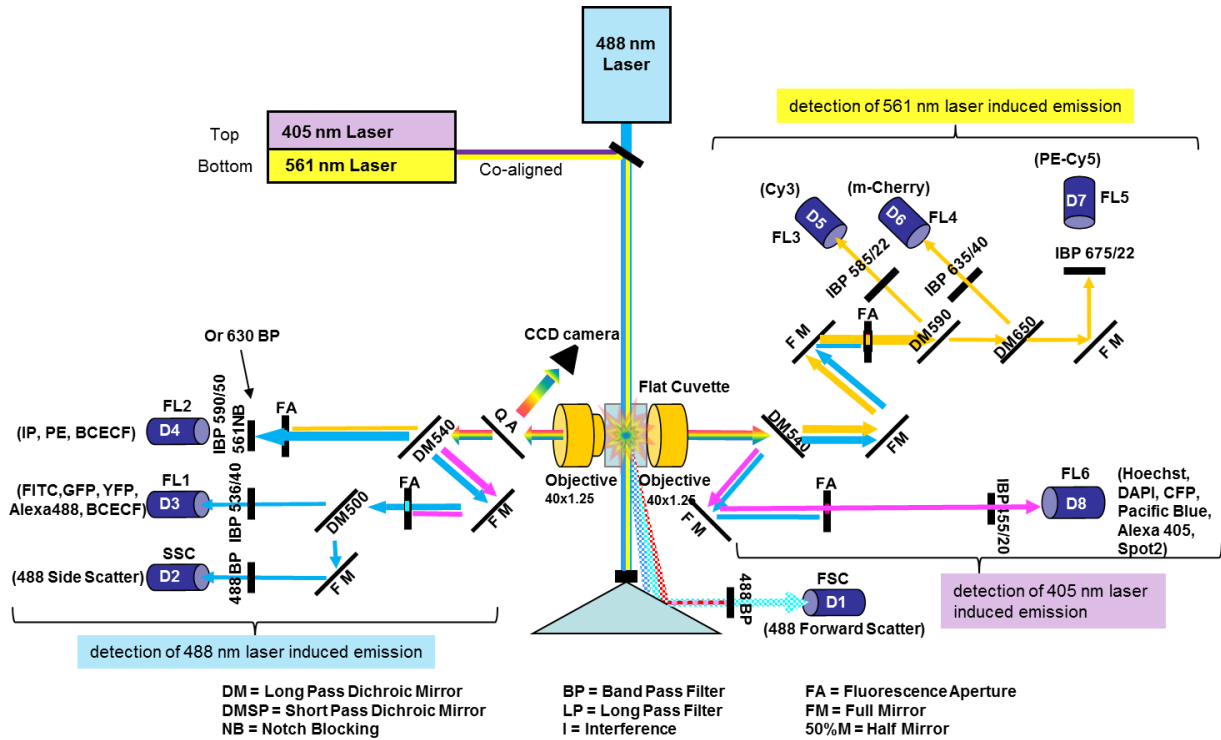 488 nm
Laser
detection of 561 nm laser induced emission
Top
405 nm Laser
Bottom
561 nm Laser
Co-aligned
(PE-Cy5)
D7
FL5
(Cy3)
D5
FL3
(m-Cherry)
D6
FL4
IBP 585/22
IBP 635/40
IBP 675/22
FA
FM
DM590
DM650
FM
CCD camera
Or 630 BP
Flat Cuvette
FL2
D4
(IP, PE, BCECF)
IBP 590/50
561NB
FA
DM540
QA
DM540
FM
Objective
40x1.25
Objective
40x1.25
FL1
D3
(FITC,GFP, YFP,
Alexa488, BCECF)
IBP 536/40
DM500
FA
FM
FM
FA
IBP455/20
FL6
D8
(Hoechst,
DAPI, CFP,
Pacific Blue,
Alexa 405,
Spot2)
SSC
D2
(488 Side Scatter)
488 BP
FM
488 BP
FSC
D1
(488 Forward Scatter)
detection of 405 nm laser
induced emission
detection of 488 nm laser induced emission
DM = Long Pass Dichroic Mirror
DMSP = Short Pass Dichroic Mirror
NB = Notch Blocking
BP = Band Pass Filter
LP = Long Pass Filter
I = Interference
FA = Fluorescence Aperture
FM = Full Mirror
50%M = Half Mirror